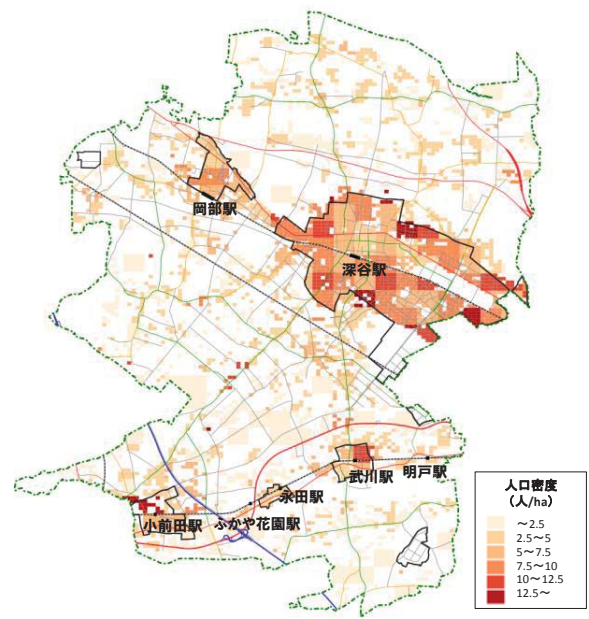 岡部駅
深谷駅
武川駅
明戸駅
永田駅
小前田駅
ふかや花園駅
人口密度
（人/ha）
～2.5
2.5～5
5～7.5
7.5～10
10～12.5
12.5～